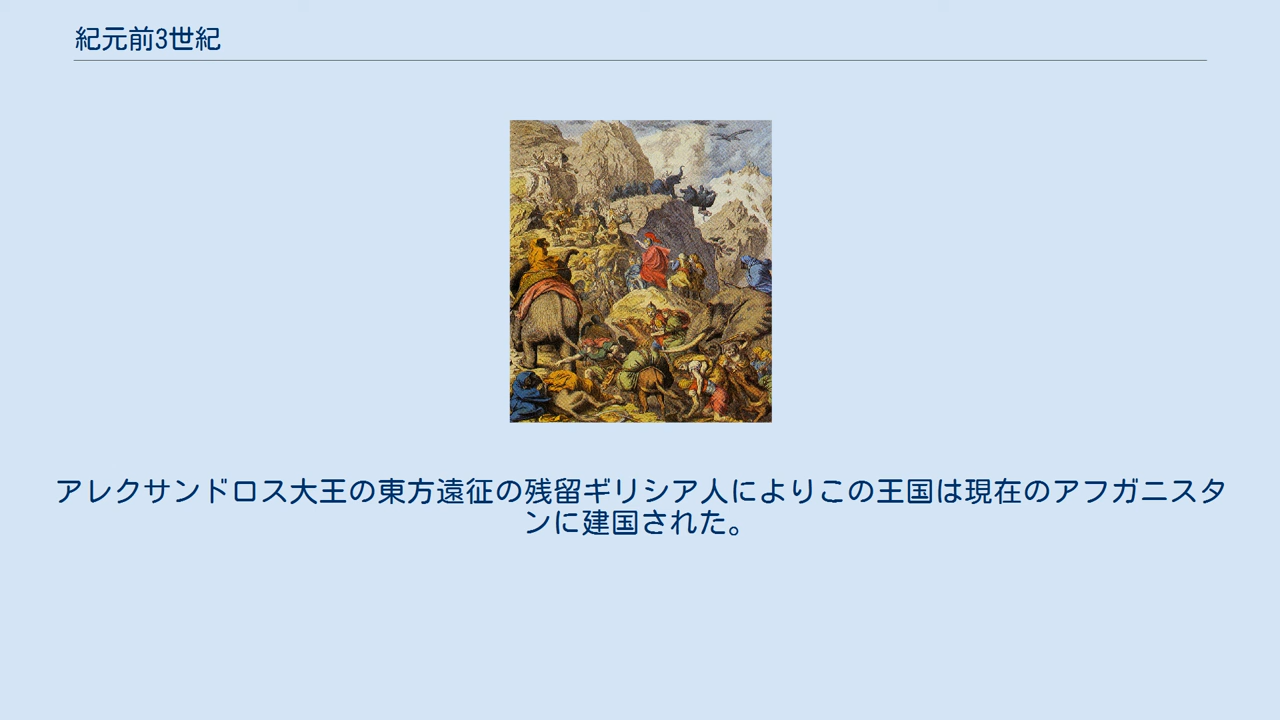 紀元前3世紀
アレクサンドロス大王の東方遠征の残留ギリシア人によりこの王国は現在のアフガニスタ
ンに建国された。